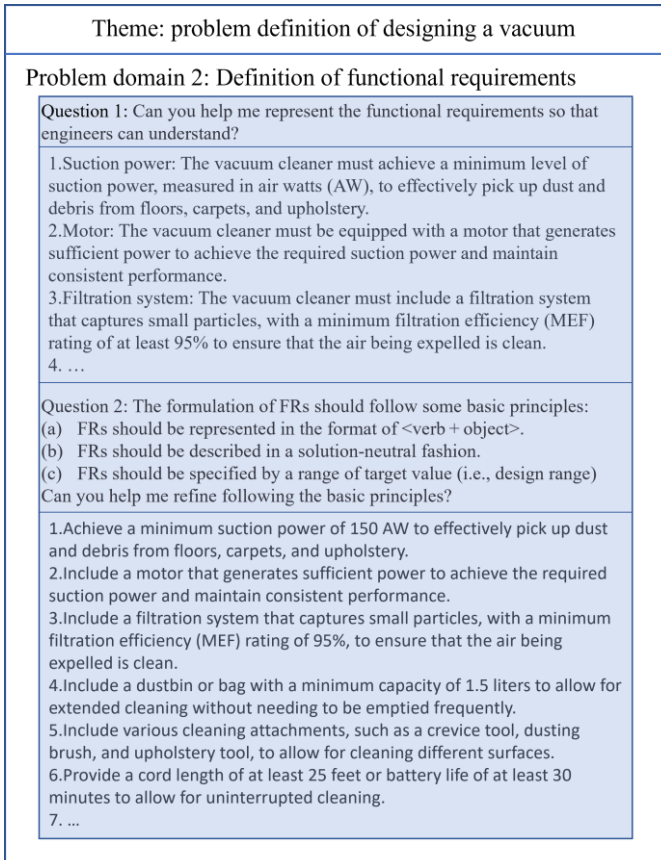 Theme: problem definition of designing a vacuum
Problem domain 2: Definition of functional requirements
Question 1: Can you help me represent the functional requirements so that
engineers can understand?
1.Suction power: The vacuum cleaner must achieve a minimum level of
suction power, measured in air watts (AW), to effectively pick up dust and
debris from floors, carpets, and upholstery.
2.Motor: The vacuum cleaner must be equipped with a motor that generates
sufficient power to achieve the required suction power and maintain
consistent performance.
3.Filtration system: The vacuum cleaner must include a filtration system
that captures small particles, with a minimum filtration efficiency (MEF)
rating of at least 95% to ensure that the air being expelled is clean.
4. …
Question 2: The formulation of FRs should follow some basic principles:
(a) FRs should be represented in the format of <verb + object>.
(b) FRs should be described in a solution-neutral fashion.
(c) FRs should be specified by a range of target value (i.e., design range)
Can you help me refine following the basic principles?
1.Achieve a minimum suction power of 150 AW to effectively pick up dust
and debris from floors, carpets, and upholstery.
2.Include a motor that generates sufficient power to achieve the required
suction power and maintain consistent performance.
3.Include a filtration system that captures small particles, with a minimum
filtration efficiency (MEF) rating of 95%, to ensure that the air being
expelled is clean.
4.Include a dustbin or bag with a minimum capacity of 1.5 liters to allow for
extended cleaning without needing to be emptied frequently.
5.Include various cleaning attachments, such as a crevice tool, dusting
brush, and upholstery tool, to allow for cleaning different surfaces.
6.Provide a cord length of at least 25 feet or battery life of at least 30
minutes to allow for uninterrupted cleaning.
7. …